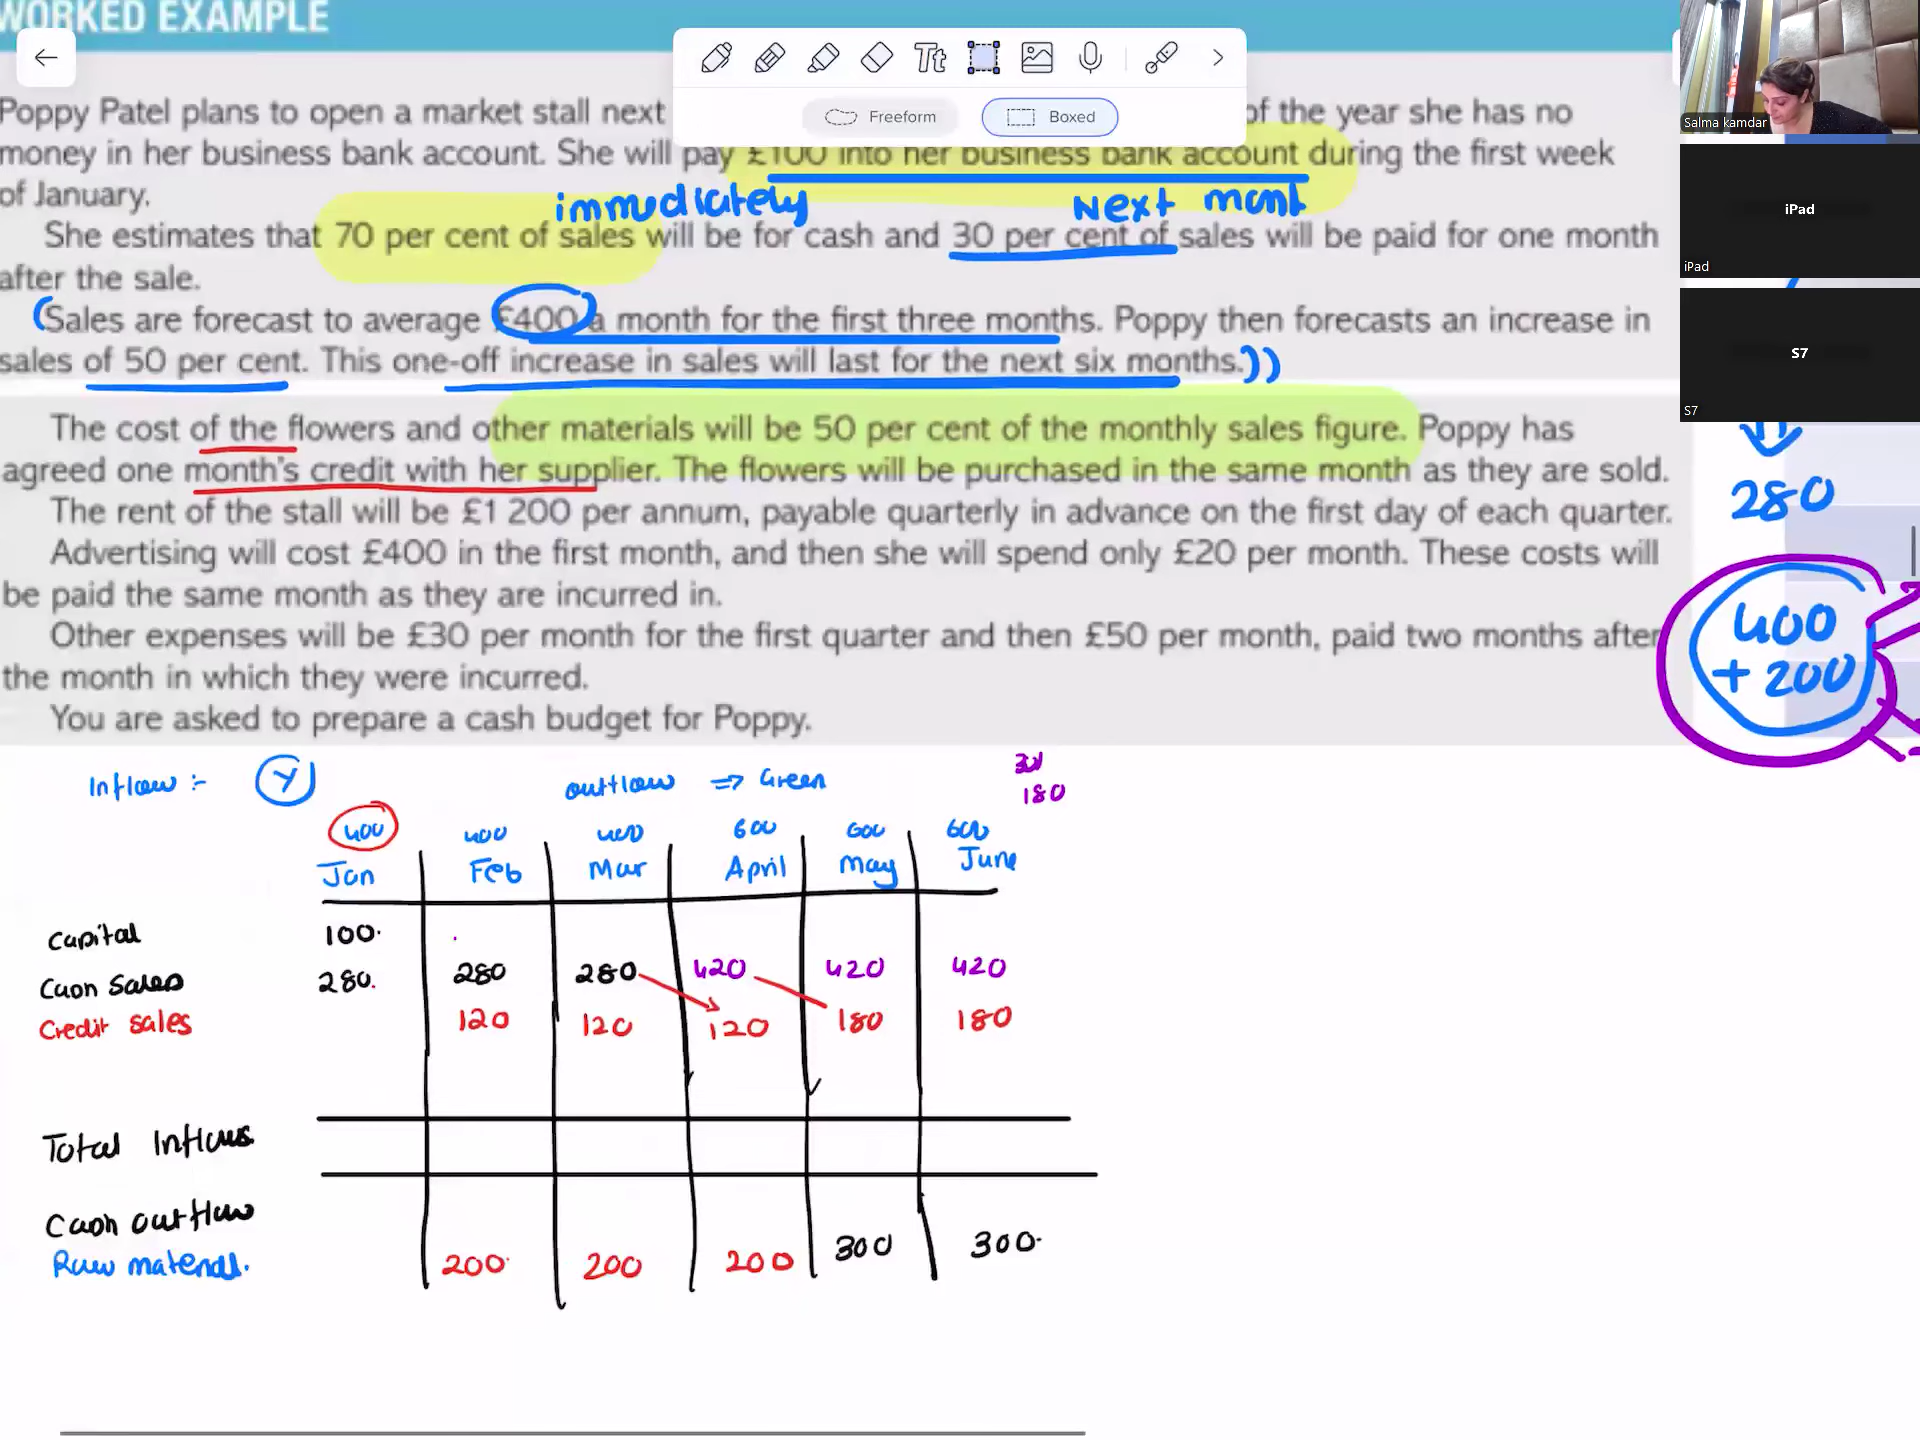 WORKED EXAMPLE
Freeform Boxed
Poppy Patel plans to open a market stall next of the year she has no
money in her business bank account. She will pay £100 into her business bank account during the first week
of January.
immediately Next mont
She estimates that 70 per cent of sales will be for cash and 30 per cent of sales will be paid for one month
after the sale.
(Sales are forecast to average £400 a month for the first three months. Poppy then forecasts an increase in
sales of 50 per cent. This one-off increase in sales will last for the next six months.))
The cost of the flowers and other materials will be 50 per cent of the monthly sales figure. Poppy has
agreed one month's credit with her supplier. The flowers will be purchased in the same month as they are sold.
The rent of the stall will be £1 200 per annum, payable quarterly in advance on the first day of each quarter.
Advertising will cost £400 in the first month, and then she will spend only £20 per month. These costs will
be paid the same month as they are incurred in.
Other expenses will be £30 per month for the first quarter and then £50 per month, paid two months after
the month in which they were incurred.
You are asked to prepare a cash budget for Poppy.
Salma kamdar
iPad
iPad
S7
S7
280
400
+ 200
Inflow :- Y outflow => Green
180
400 400 400 600 600 600
Jan Feb Mar April May June
Capital 100.
Cash Sales 280. 280 280 420 420 420
Credit sales 120 120 120 180 180
Total Inflows
Cash outflow
Raw materials. 200. 200 200 300 300.